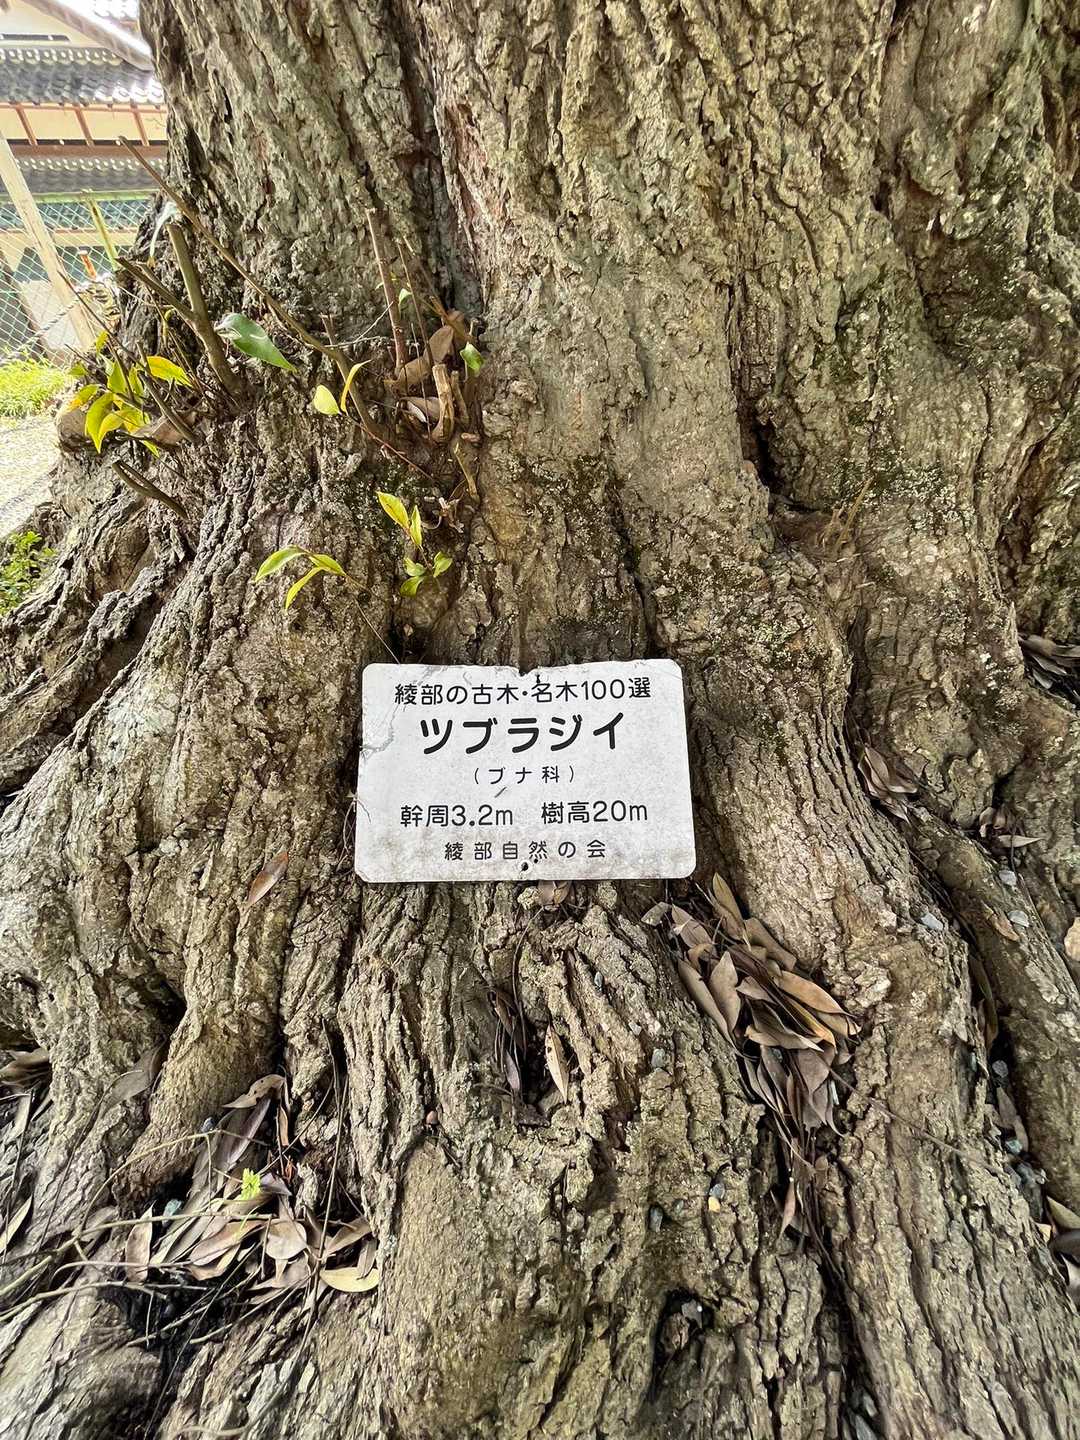 綾部の古木・名木100選
ツブラジイ
(ブナ科)
幹周3.2m 樹高20m
綾部自然の会